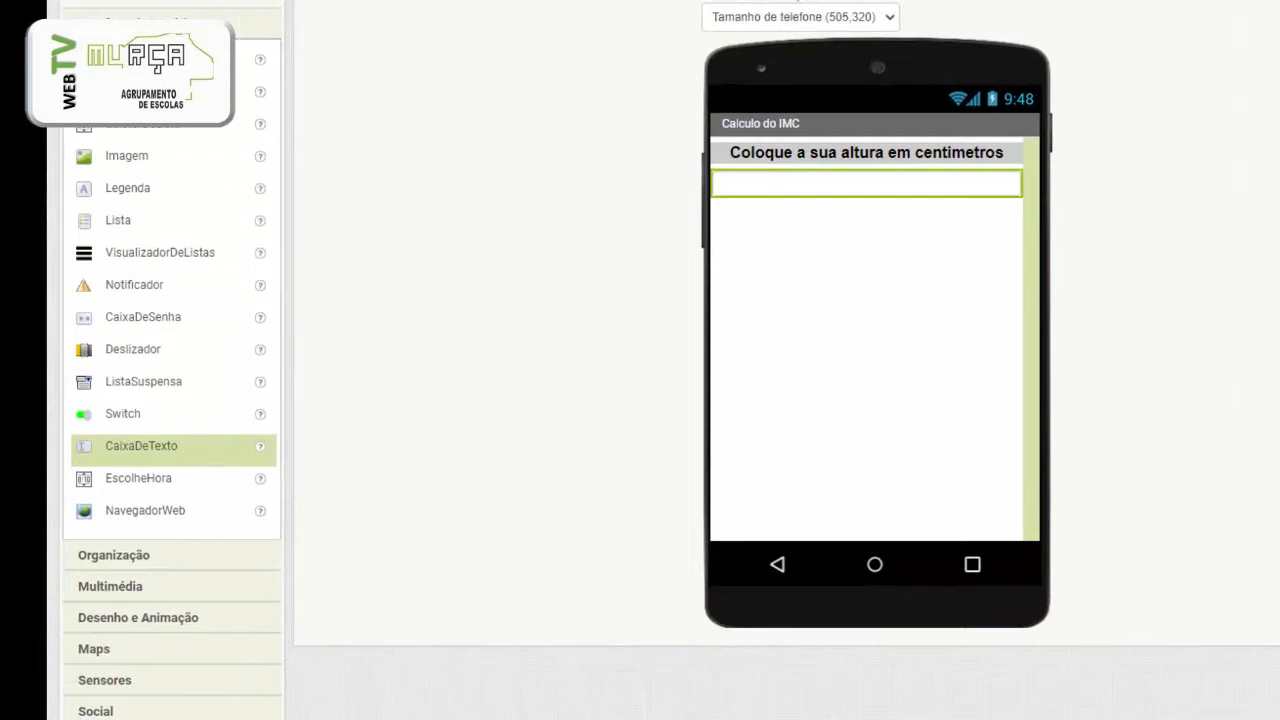 Tamanho de telefone (505,320)
WEB TV
MURÇA
AGRUPAMENTO
DE ESCOLAS
Imagem
Legenda
Lista
VisualizadorDeListas
Notificador
CaixaDeSenha
Deslizador
ListaSuspensa
Switch
CaixaDeTexto
EscolheHora
NavegadorWeb
Organização
Multimédia
Desenho e Animação
Maps
Sensores
Social
9:48
Calculo do IMC
Coloque a sua altura em centimetros